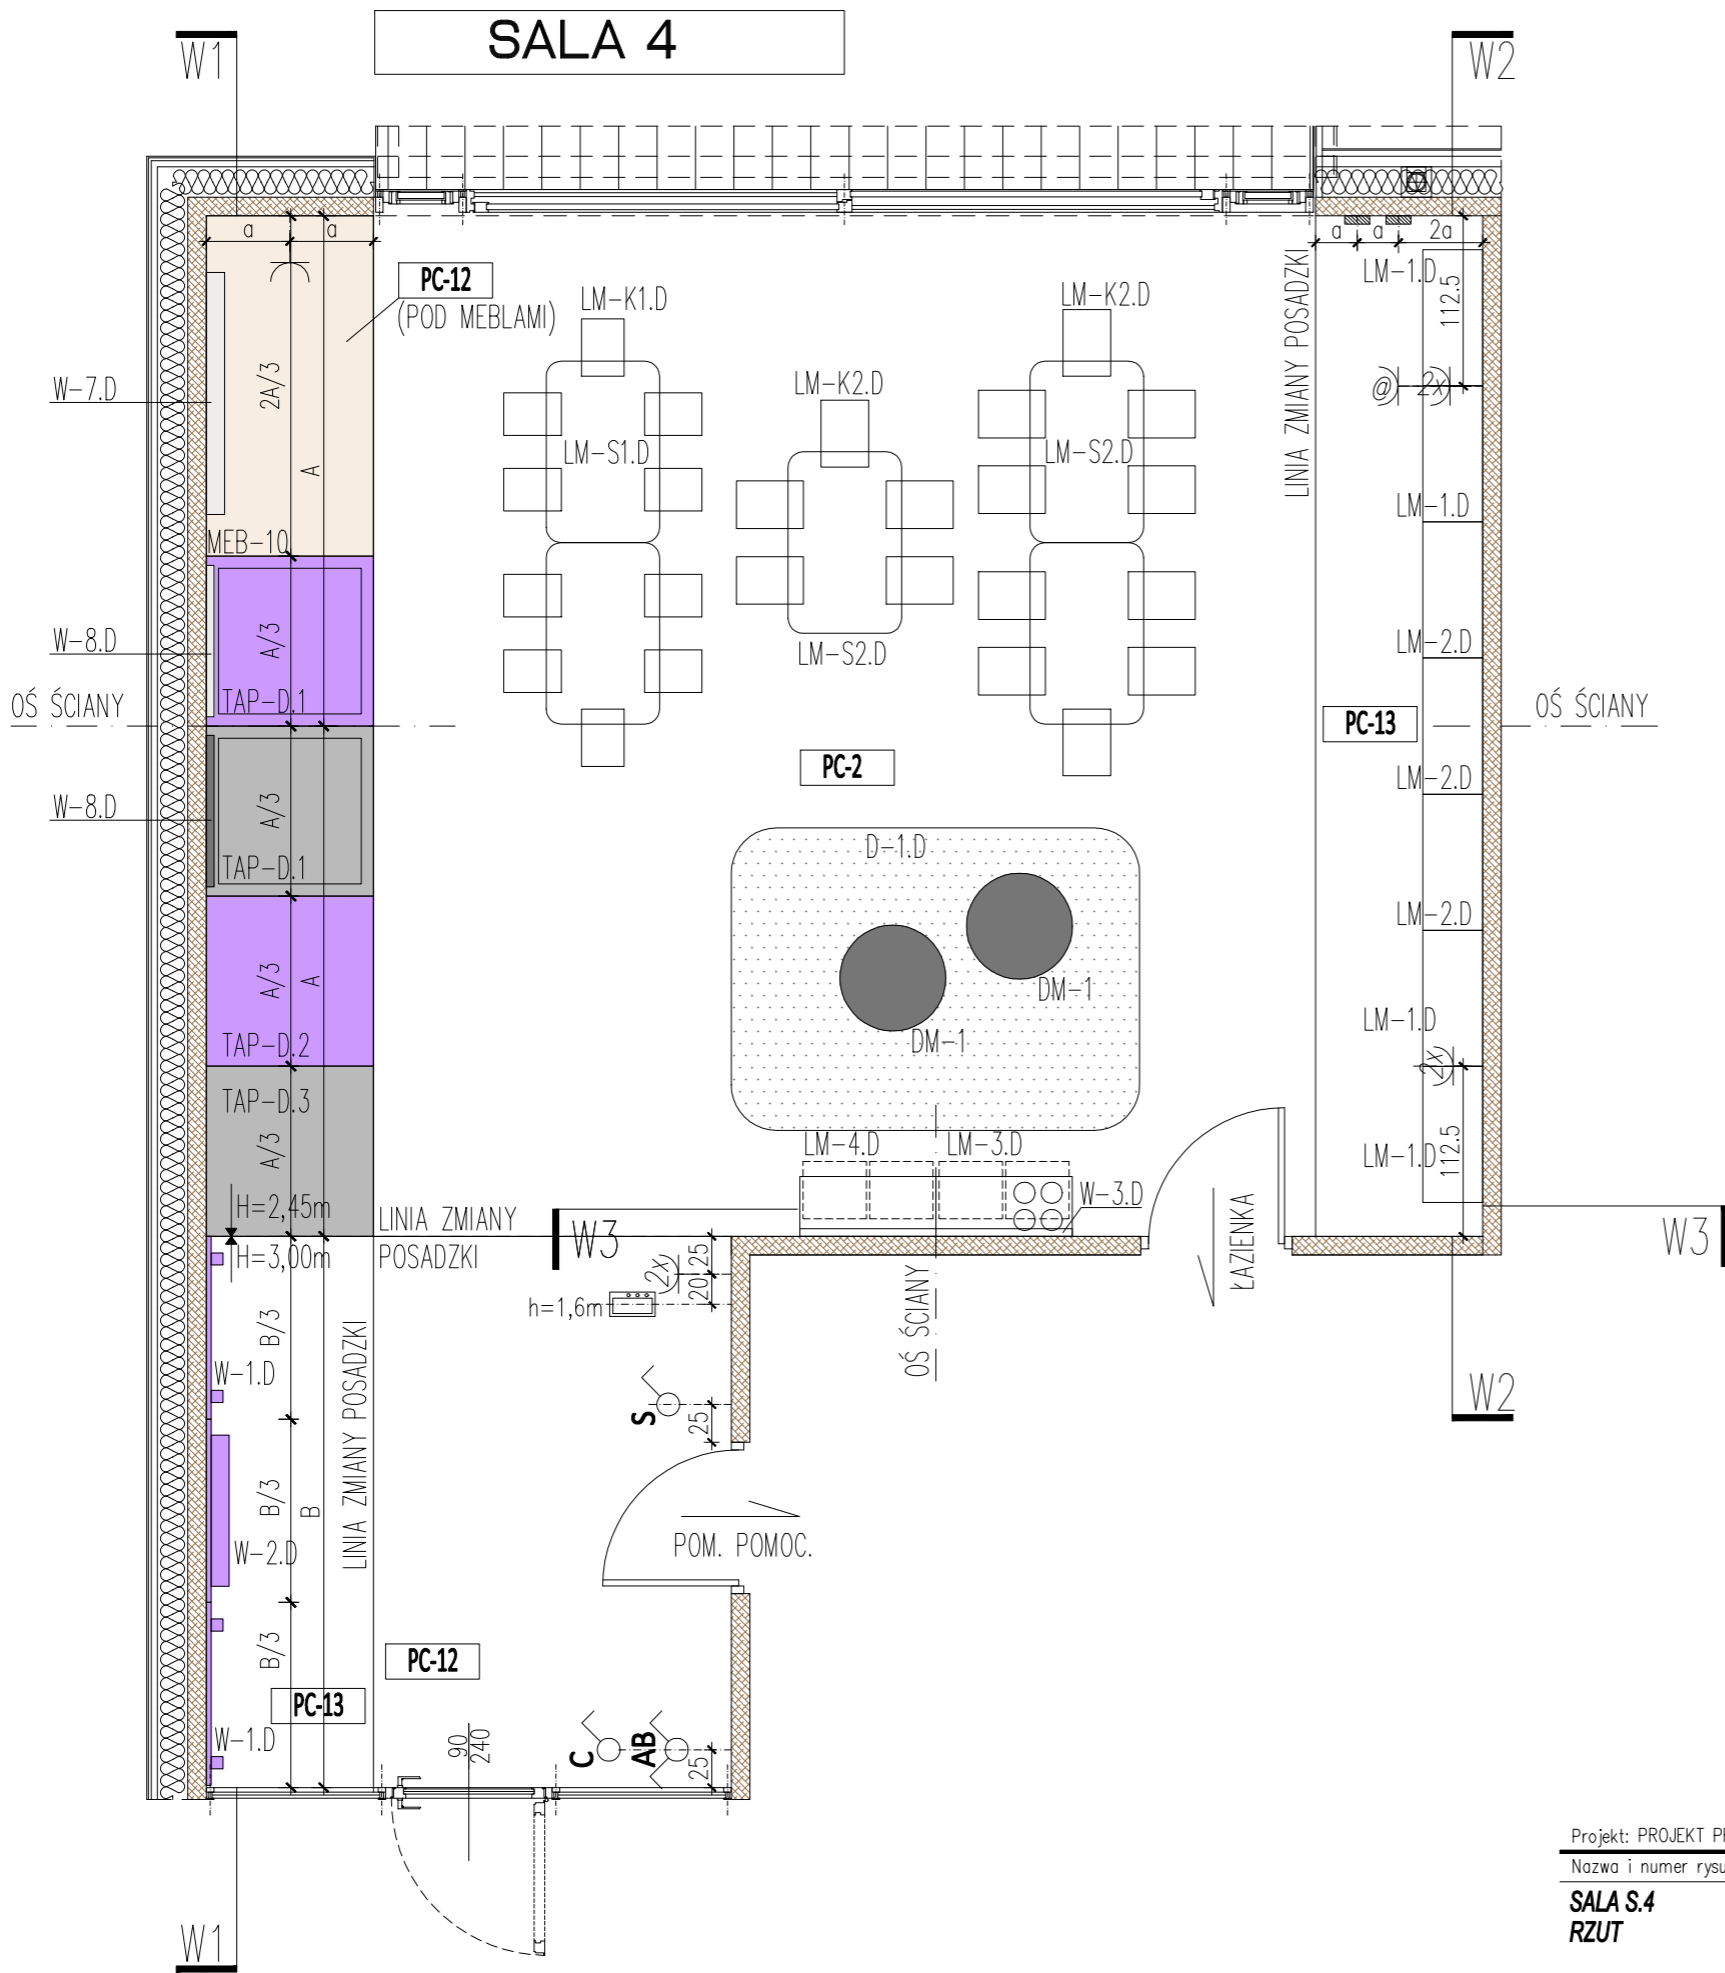 SALA 4
W1
W2
a
a
a
a
2a
PC-12
(POD MEBLAMI)
LM-K1.D
LM-K2.D
LM-K2.D
LINIA ZMIANY POSADZKI
LM-1.D
112.5
W-7.D
2A/3
A
LM-S1.D
LM-S2.D
@
2x
LM-1.D
MEB-10
W-8.D
A/3
TAP-D.1
LM-S2.D
LM-2.D
OŚ ŚCIANY
PC-13
OŚ ŚCIANY
PC-2
LM-2.D
W-8.D
A/3
TAP-D.1
D-1.D
LM-2.D
A/3
A
TAP-D.2
DM-1
DM-1
LM-1.D
2x
TAP-D.3
A/3
LM-4.D
LM-3.D
LM-1.D
112.5
W-3.D
H=2,45m
H=3,00m
LINIA ZMIANY
POSADZKI
W3
W3
25
20
2x
h=1,6m
ŁAZIENKA
OŚ ŚCIANY
B/3
W-1.D
LINIA ZMIANY POSADZKI
S
25
W2
B/3
B
W-2.D
POM. POMOC.
B/3
PC-12
PC-13
W-1.D
90
240
C
AB
25
W1
Projekt: PROJEKT
Nazwa i numer rysu
SALA S.4
RZUT